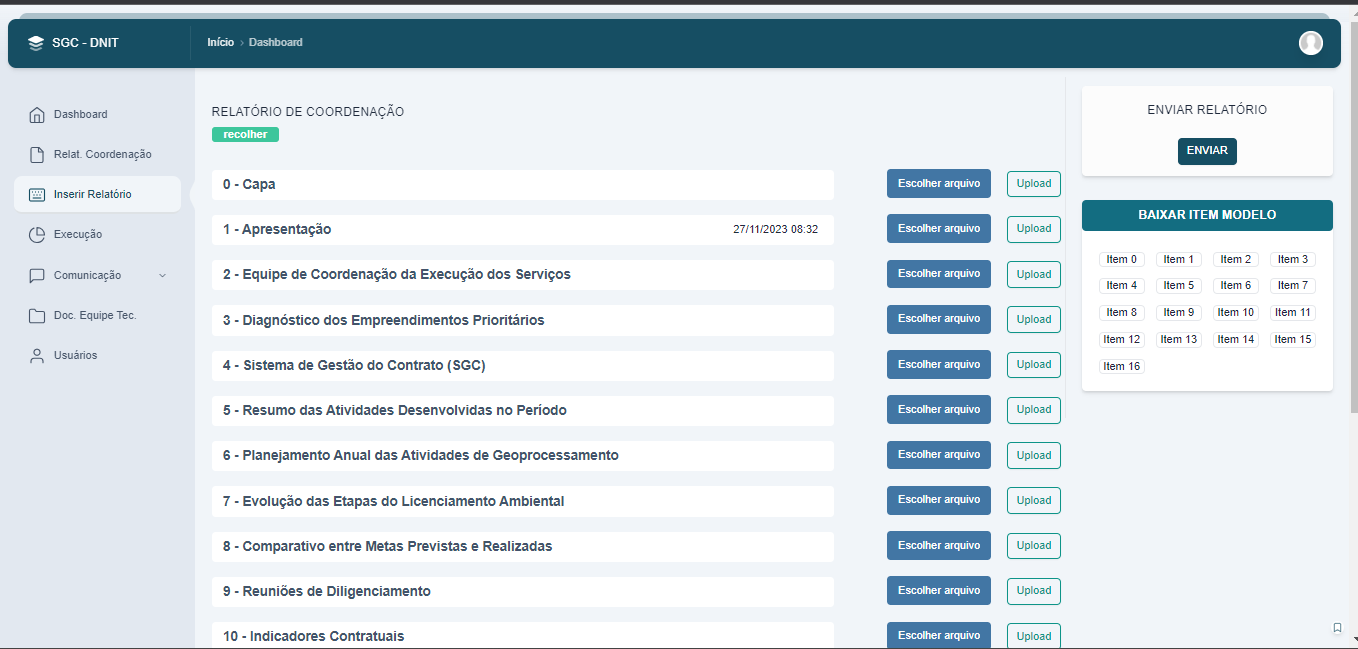 SGC - DNIT
Início › Dashboard
Dashboard
Relat. Coordenação
Inserir Relatório
Execução
Comunicação
Doc. Equipe Tec.
Usuários
RELATÓRIO DE COORDENAÇÃO
recolher
0 - Capa Escolher arquivo Upload
1 - Apresentação 27/11/2023 08:32 Escolher arquivo Upload
2 - Equipe de Coordenação da Execução dos Serviços Escolher arquivo Upload
3 - Diagnóstico dos Empreendimentos Prioritários Escolher arquivo Upload
4 - Sistema de Gestão do Contrato (SGC) Escolher arquivo Upload
5 - Resumo das Atividades Desenvolvidas no Período Escolher arquivo Upload
6 - Planejamento Anual das Atividades de Geoprocessamento Escolher arquivo Upload
7 - Evolução das Etapas do Licenciamento Ambiental Escolher arquivo Upload
8 - Comparativo entre Metas Previstas e Realizadas Escolher arquivo Upload
9 - Reuniões de Diligenciamento Escolher arquivo Upload
10 - Indicadores Contratuais Escolher arquivo Upload
ENVIAR RELATÓRIO
ENVIAR
BAIXAR ITEM MODELO
Item 0 Item 1 Item 2 Item 3
Item 4 Item 5 Item 6 Item 7
Item 8 Item 9 Item 10 Item 11
Item 12 Item 13 Item 14 Item 15
Item 16